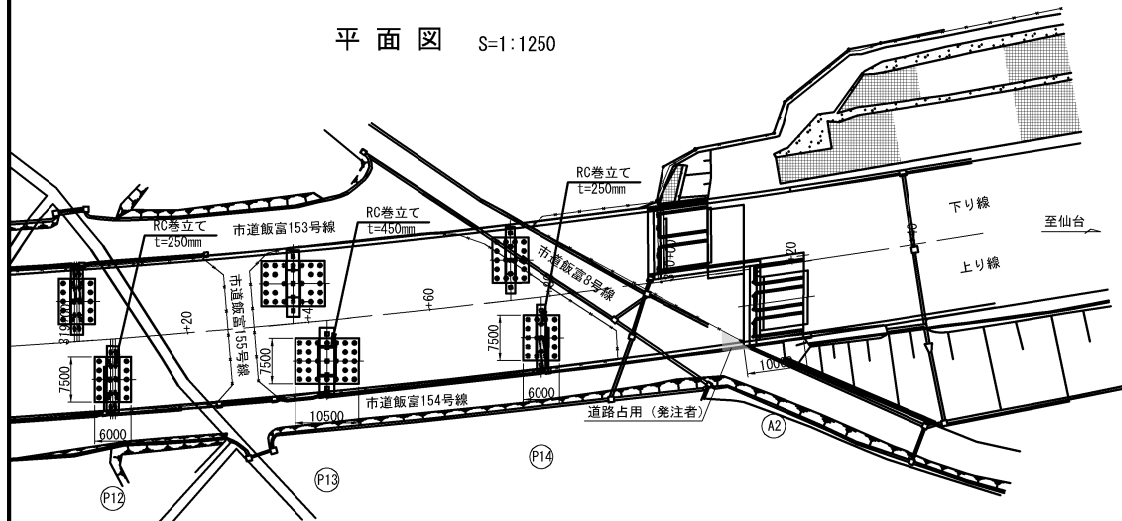 平面図 S=1:1250
RC巻立て
t=250mm
下り線
RC巻立て
t=450mm
至仙台
RC巻立て
t=250mm
市道飯富153号線
上り線
市道飯富8号線
市道飯富155号線
+20
+60
20
7500
7500
7500
100
6000
10500
市道飯富154号線
6000
道路占用（発注者）
A2
P14
P13
P12